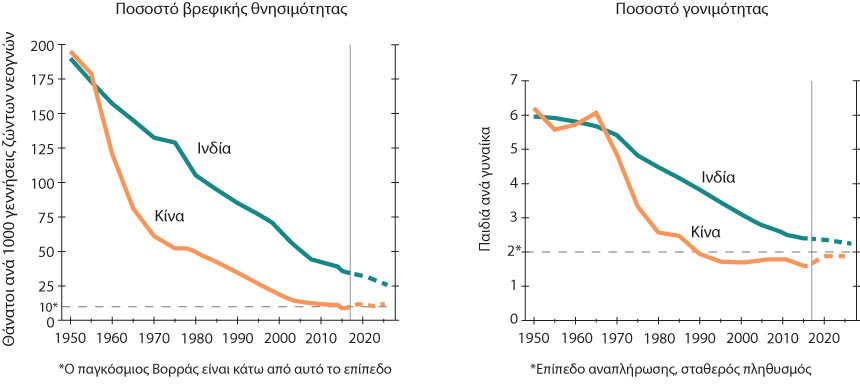 Ποσοστό βρεφικής θνησιμότητας
Θάνατοι ανά 1000 γεννήσεις ζώντων νεογνών
200
175
150
125
100
75
50
25
10*
0
Ινδία
Κίνα
1950 1960 1970 1980 1990 2000 2010 2020
*Ο παγκόσμιος Βορράς είναι κάτω από αυτό το επίπεδο
Ποσοστό γονιμότητας
Παιδιά ανά γυναίκα
7
6
5
4
3
2*
1
0
Ινδία
Κίνα
1950 1960 1970 1980 1990 2000 2010 2020
*Επίπεδο αναπλήρωσης, σταθερός πληθυσμός